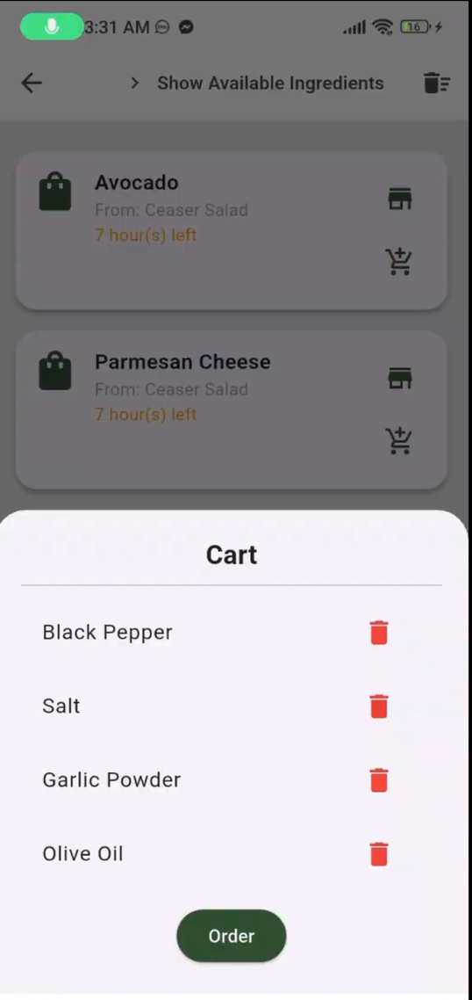 3:31 AM
16
> Show Available Ingredients
Avocado
From: Ceaser Salad
7 hour(s) left
Parmesan Cheese
From: Ceaser Salad
7 hour(s) left
Cart
Black Pepper
Salt
Garlic Powder
Olive Oil
Order